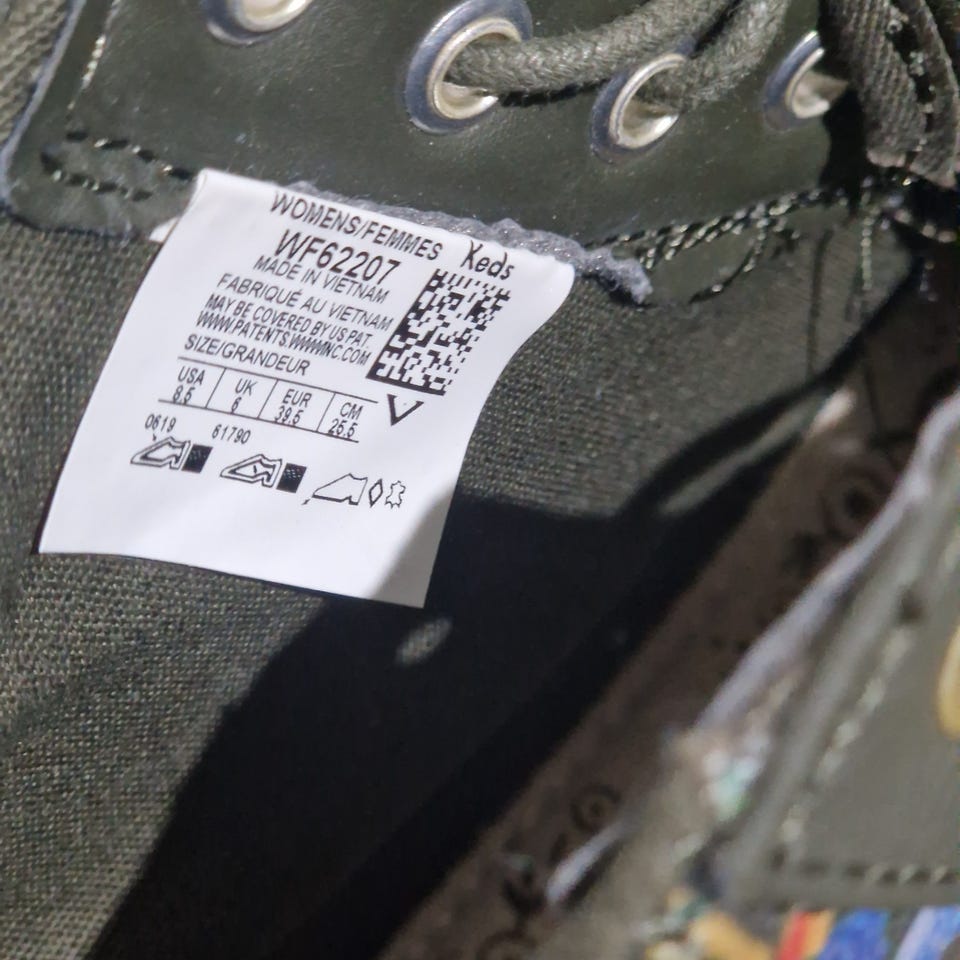 WOMENS/FEMMES Keds
WF62207
MADE IN VIETNAM
FABRIQUÉ AU VIETNAM
MAY BE COVERED BY US PAT.
WWW.PATENTS.WWWINC.COM
SIZE/GRANDEUR
USA UK EUR CM
8.5 6 39.5 25.5
0619 61790